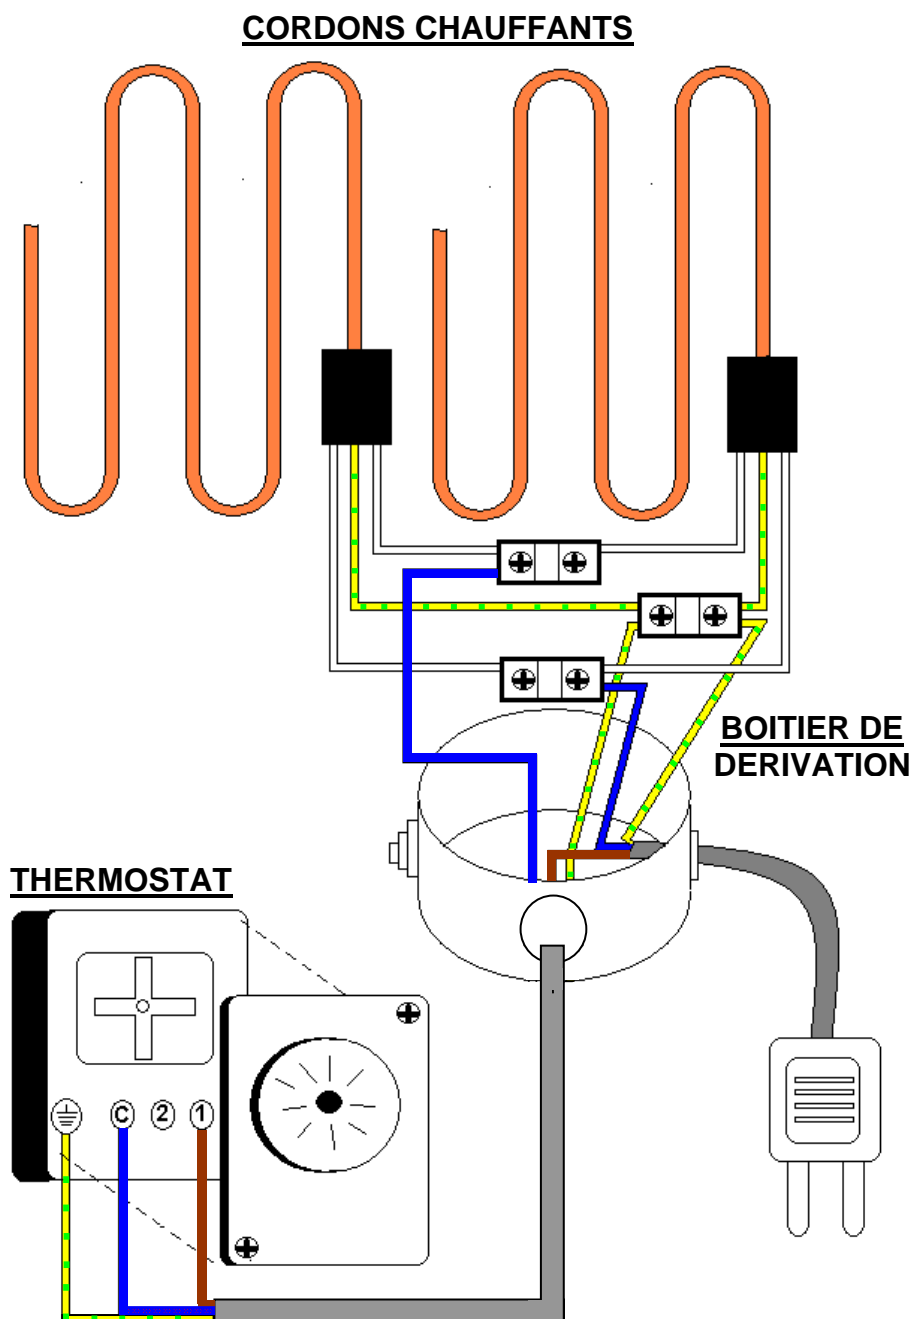 CORDONS CHAUFFANTS
BOITIER DE
DERIVATION
THERMOSTAT
C 2 1